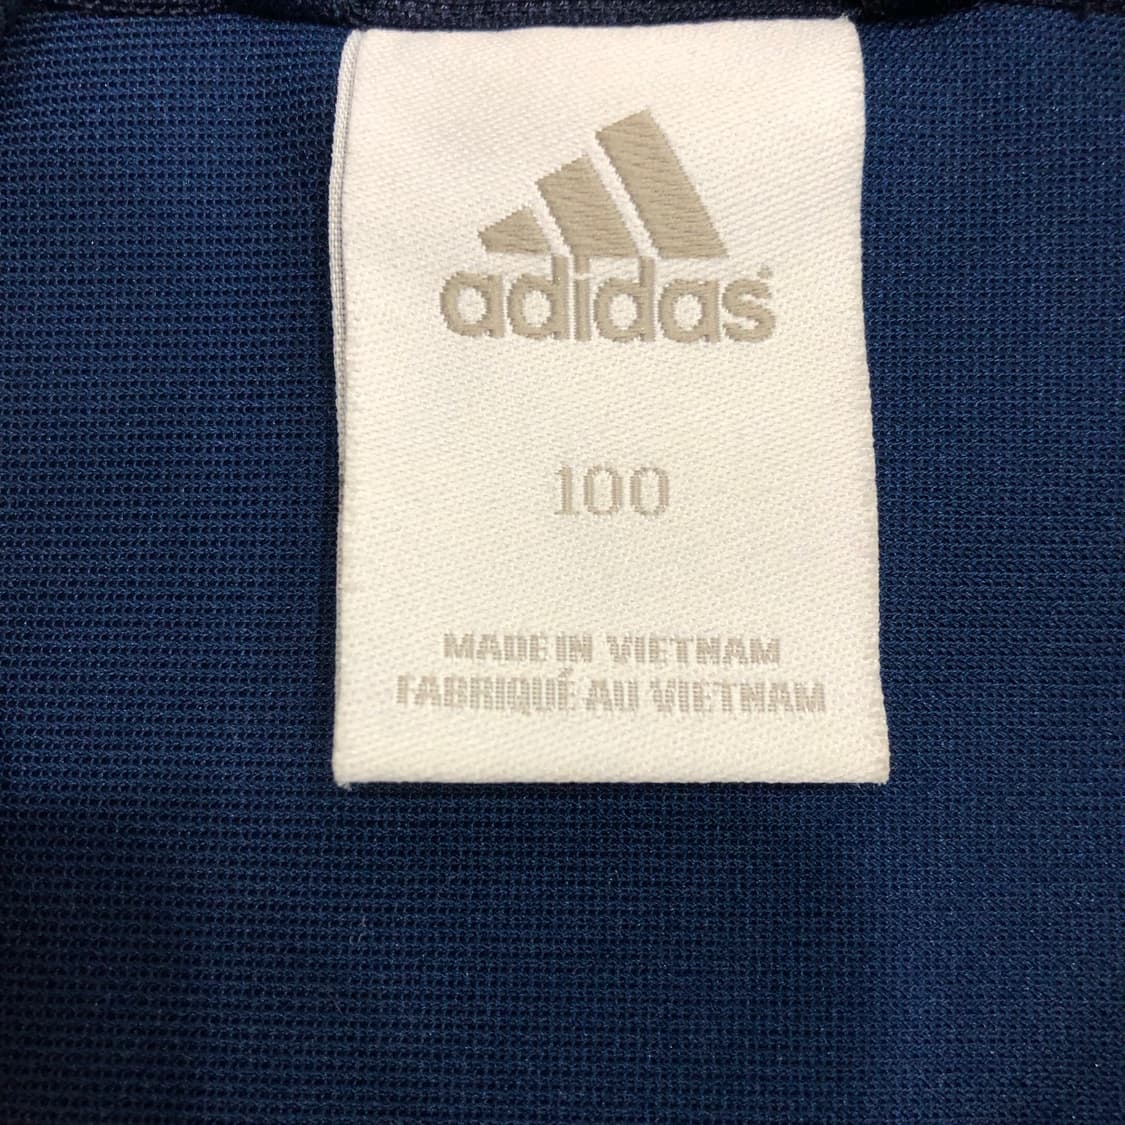 adidas
100
MADE IN VIETNAM
FABRIQUÉ AU VIETNAM